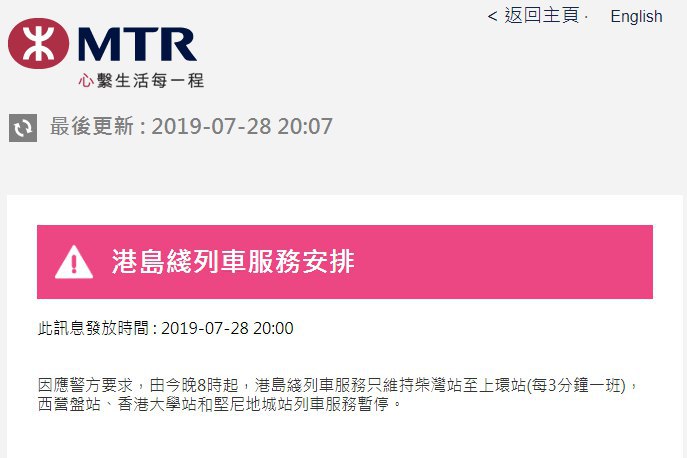 < 返回主頁 · English
MTR
心繫生活每一程
最後更新 : 2019-07-28 20:07
港島綫列車服務安排
此訊息發放時間 : 2019-07-28 20:00
因應警方要求，由今晚8時起，港島綫列車服務只維持柴灣站至上環站(每3分鐘一班)，
西營盤站、香港大學站和堅尼地城站列車服務暫停。